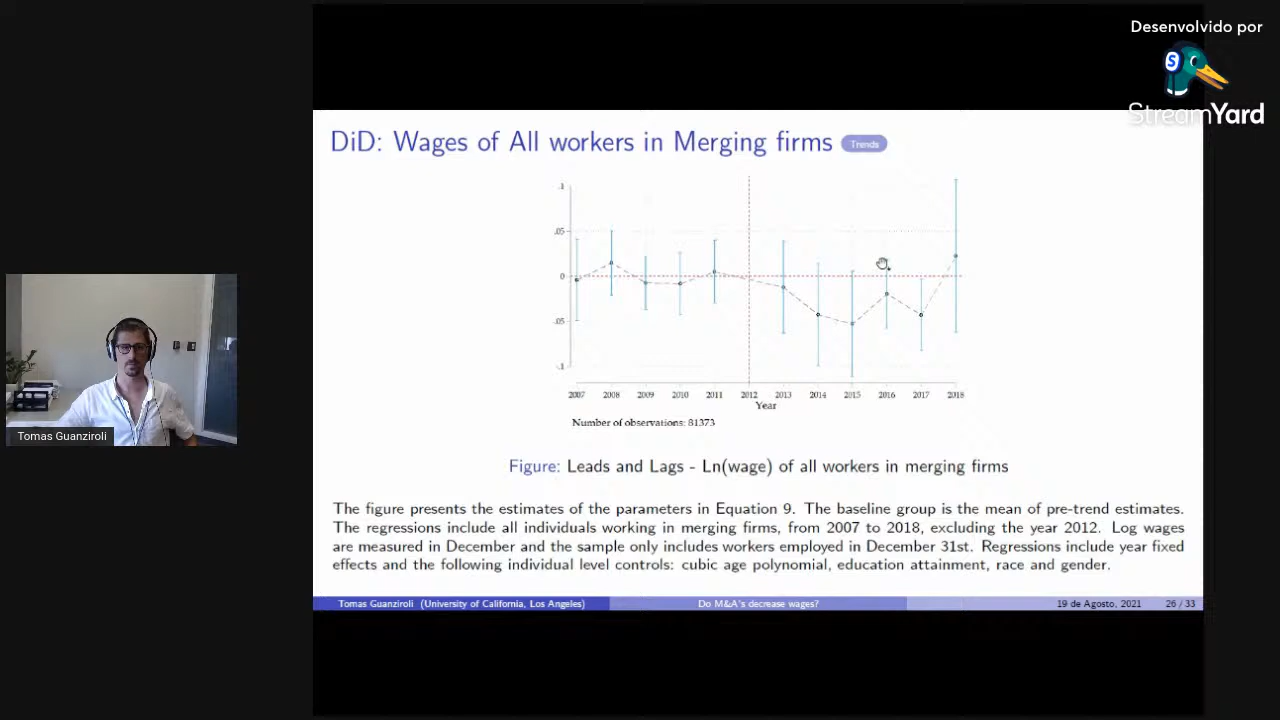 Desenvolvido por
StreamYard
DiD: Wages of All workers in Merging firms Trends
.1
.05
0
.05
.1
2007 2008 2009 2010 2011 2012 2013 2014 2015 2016 2017 2018
Year
Number of observations: 81373
Figure: Leads and Lags - Ln(wage) of all workers in merging firms
The figure presents the estimates of the parameters in Equation 9. The baseline group is the mean of pre-trend estimates.
The regressions include all individuals working in merging firms, from 2007 to 2018, excluding the year 2012. Log wages
are measured in December and the sample only includes workers employed in December 31st. Regressions include year fixed
effects and the following individual level controls: cubic age polynomial, education attainment, race and gender.
Tomas Guanziroli (University of California, Los Angeles) Do M&A's decrease wages? 19 de Agosto, 2021 26 / 33
Tomas Guanziroli